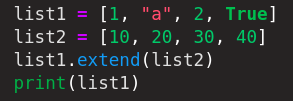 list1 = [1, "a", 2, True]
list2 = [10, 20, 30, 40]
list1.extend(list2)
print(list1)